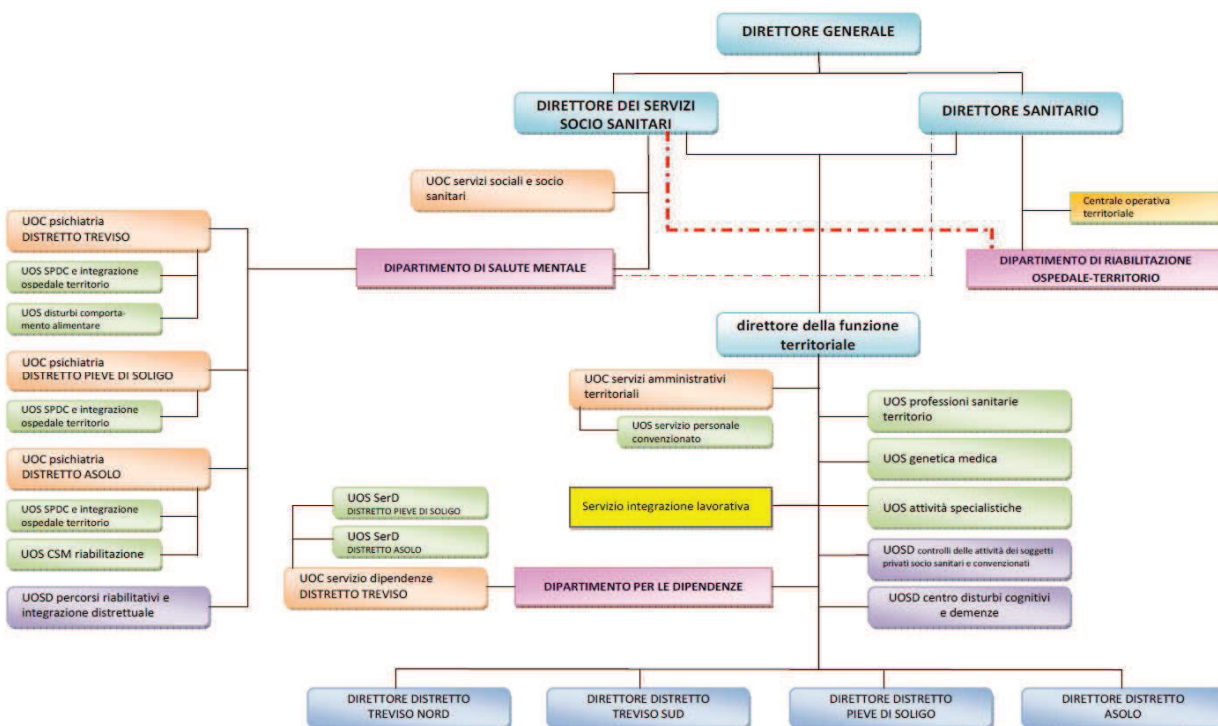 DIRETTORE GENERALE
DIRETTORE DEI SERVIZI
SOCIO SANITARI
DIRETTORE SANITARIO
UOC servizi sociali e socio
sanitari
Centrale operativa
territoriale
UOC psichiatria
DISTRETTO TREVISO
DIPARTIMENTO DI SALUTE MENTALE
DIPARTIMENTO DI RIABILITAZIONE
OSPEDALE-TERRITORIO
UOS SPDC e integrazione
ospedale territorio
UOS disturbi comporta-
mento alimentare
direttore della funzione
territoriale
UOC psichiatria
DISTRETTO PIEVE DI SOLIGO
UOS SPDC e integrazione
ospedale territorio
UOC servizi amministrativi
territoriali
UOS servizio personale
convenzionato
UOS professioni sanitarie
territorio
UOC psichiatria
DISTRETTO ASOLO
UOS genetica medica
UOS SPDC e integrazione
ospedale territorio
UOS CSM riabilitazione
UOS SerD
DISTRETTO PIEVE DI SOLIGO
UOS SerD
DISTRETTO ASOLO
Servizio integrazione lavorativa
UOS attività specialistiche
UOSD controlli delle attività dei soggetti
privati socio sanitari e convenzionati
UOSD percorsi riabilitativi e
integrazione distrettuale
UOC servizio dipendenze
DISTRETTO TREVISO
DIPARTIMENTO PER LE DIPENDENZE
UOSD centro disturbi cognitivi
e demenze
DIRETTORE DISTRETTO
TREVISO NORD
DIRETTORE DISTRETTO
TREVISO SUD
DIRETTORE DISTRETTO
PIEVE DI SOLIGO
DIRETTORE DISTRETTO
ASOLO